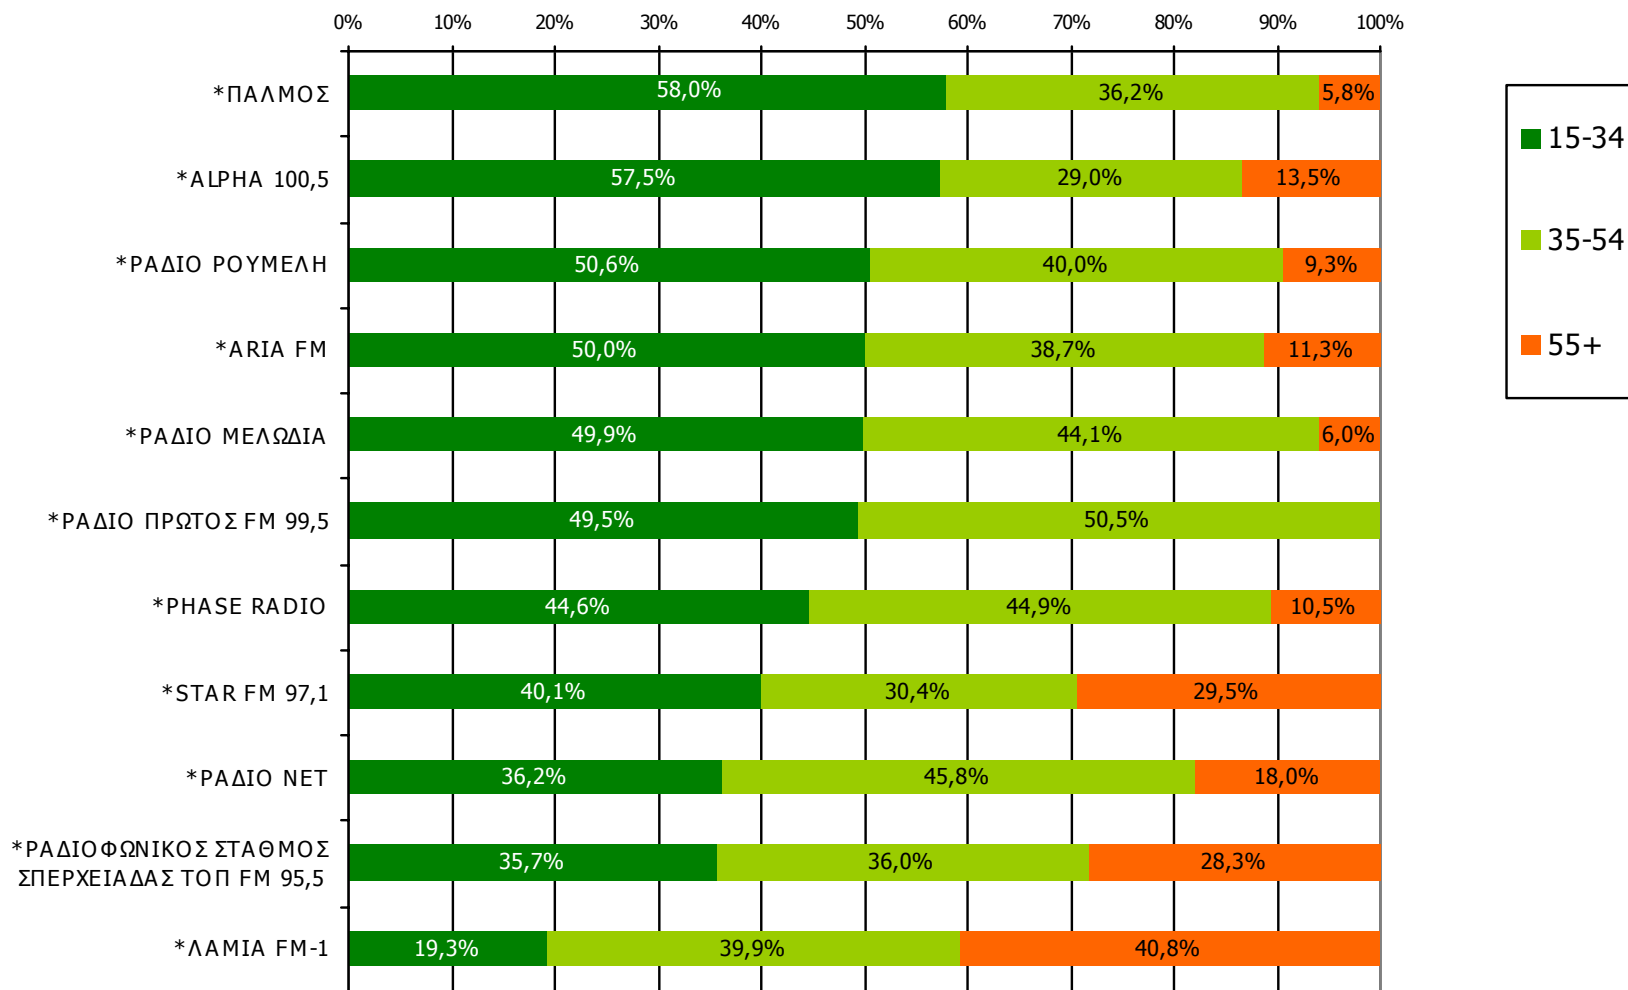 0% 10% 20% 30% 40% 50% 60% 70% 80% 90% 100%
*ΠΑΛΜΟΣ 58,0% 36,2% 5,8%
*ALPHA 100,5 57,5% 29,0% 13,5%
*ΡΑΔΙΟ ΡΟΥΜΕΛΗ 50,6% 40,0% 9,3%
*ARIA FM 50,0% 38,7% 11,3%
*ΡΑΔΙΟ ΜΕΛΩΔΙΑ 49,9% 44,1% 6,0%
*ΡΑΔΙΟ ΠΡΩΤΟΣ FM 99,5 49,5% 50,5%
*PHASE RADIO 44,6% 44,9% 10,5%
*STAR FM 97,1 40,1% 30,4% 29,5%
*ΡΑΔΙΟ ΝΕΤ 36,2% 45,8% 18,0%
*ΡΑΔΙΟΦΩΝΙΚΟΣ ΣΤΑΘΜΟΣ
ΣΠΕΡΧΕΙΑΔΑΣ ΤΟΠ FM 95,5 35,7% 36,0% 28,3%
*ΛΑΜΙΑ FM-1 19,3% 39,9% 40,8%
15-34
35-54
55+